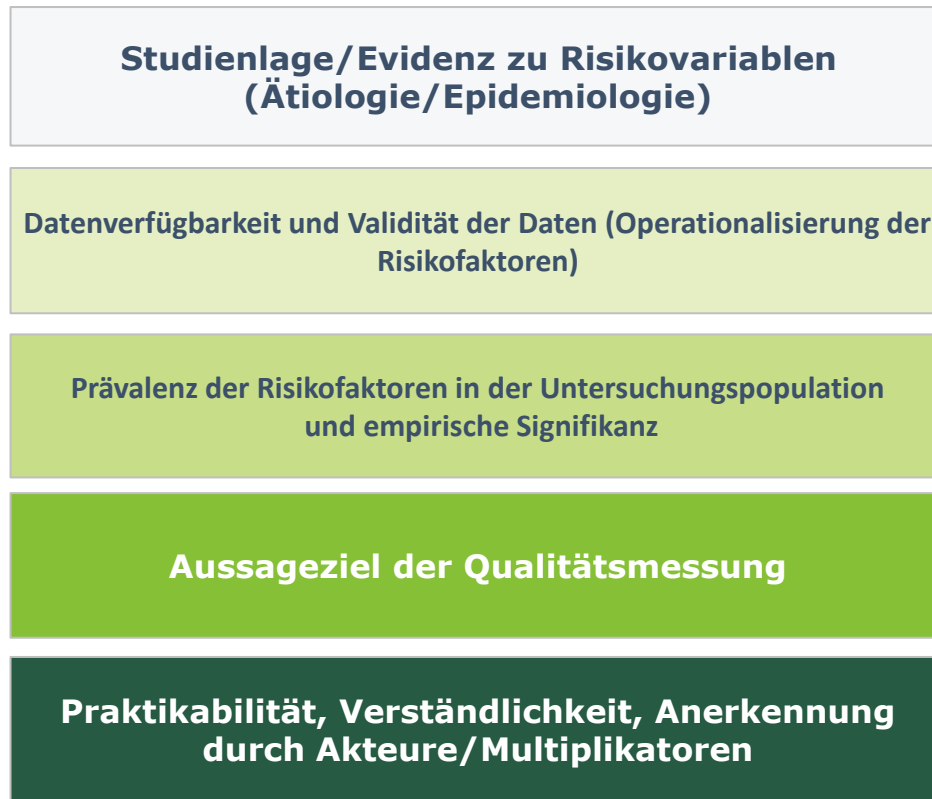 Studienlage/Evidenz zu Risikovariablen
(Ätiologie/Epidemiologie)
Datenverfügbarkeit und Validität der Daten (Operationalisierung der
Risikofaktoren)
Prävalenz der Risikofaktoren in der Untersuchungspopulation
und empirische Signifikanz
Aussageziel der Qualitätsmessung
Praktikabilität, Verständlichkeit, Anerkennung
durch Akteure/Multiplikatoren